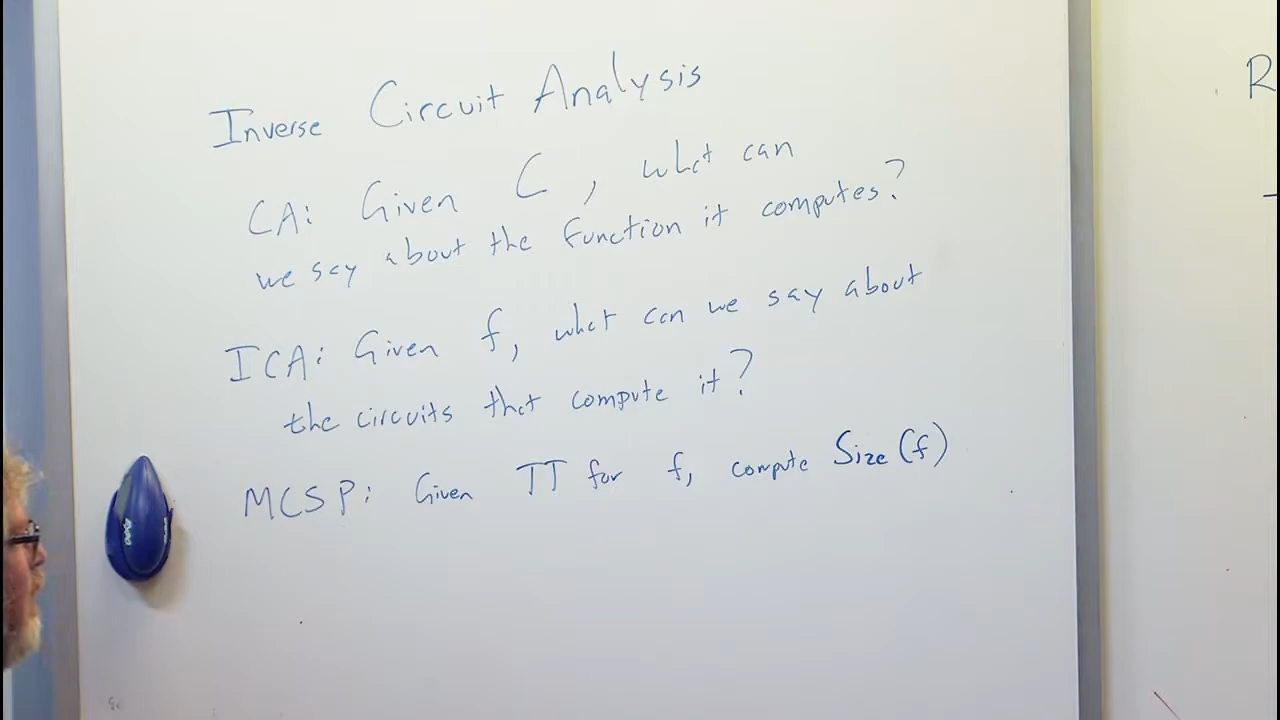 Inverse Circuit Analysis
CA: Given C, what can
we say about the function it computes?
ICA: Given f, what can we say about
the circuits that compute it?
MCSP: Given TT for f, compute Size(f)
R